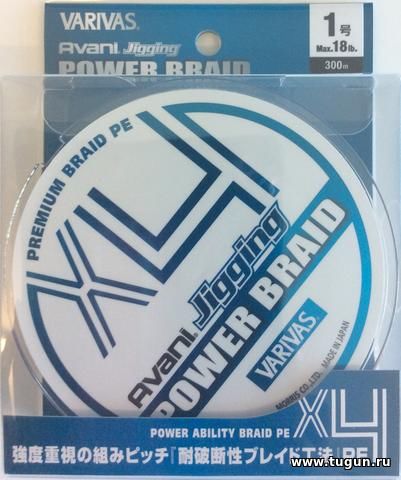 VARIVAS®
Avani Jigging
POWER BRAID
1号
Max.18lb.
300m
PREMIUM BRAID PE
X4
Avani Jigging
POWER BRAID
VARIVAS®
MORRIS CO.,LTD. MADE IN JAPAN
POWER ABILITY BRAID PE X4
強度重視の組みピッチ『耐破断性ブレイド工法』PE
www.tugun.ru